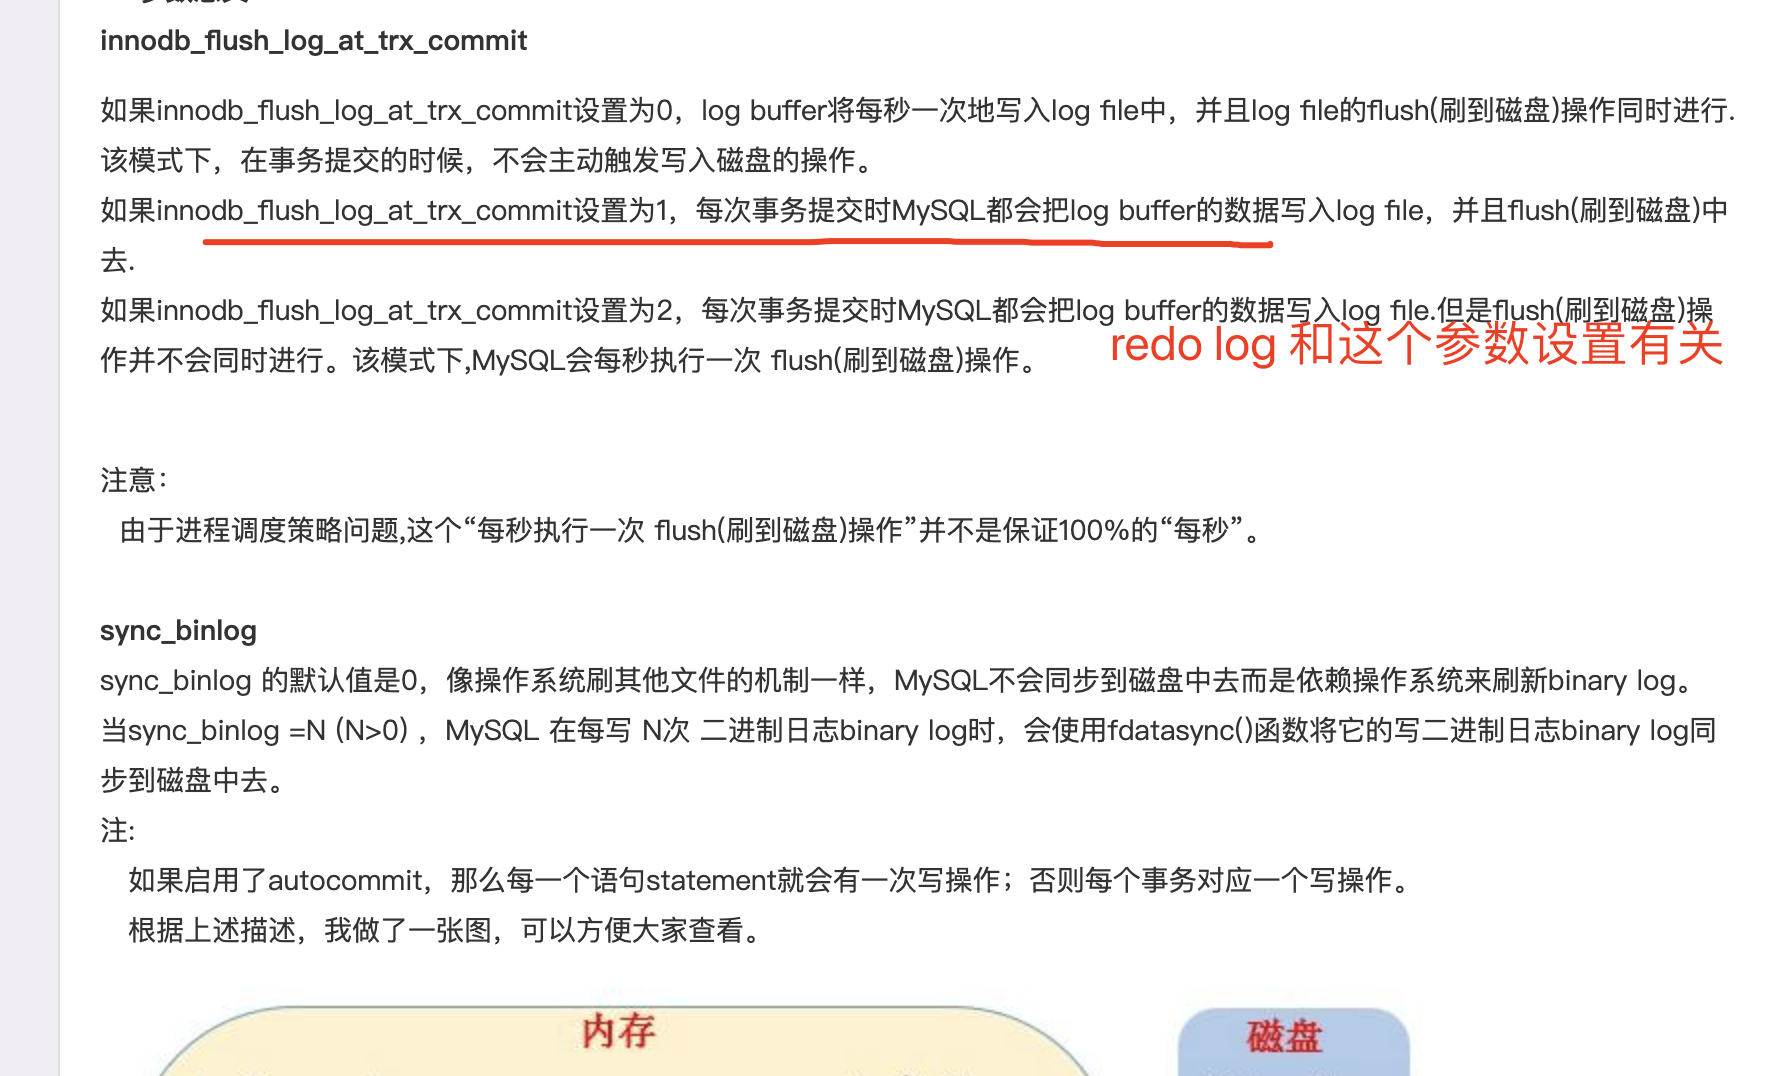 innodb_flush_log_at_trx_commit
如果innodb_flush_log_at_trx_commit设置为0，log buffer将每秒一次地写入log file中，并且log file的flush(刷到磁盘)操作同时进行.
该模式下，在事务提交的时候，不会主动触发写入磁盘的操作。
如果innodb_flush_log_at_trx_commit设置为1，每次事务提交时MySQL都会把log buffer的数据写入log file，并且flush(刷到磁盘)中
去.
如果innodb_flush_log_at_trx_commit设置为2，每次事务提交时MySQL都会把log buffer的数据写入log file.但是flush(刷到磁盘)操
作并不会同时进行。该模式下,MySQL会每秒执行一次 flush(刷到磁盘)操作。
redo log 和这个参数设置有关
注意：
由于进程调度策略问题,这个“每秒执行一次 flush(刷到磁盘)操作”并不是保证100%的“每秒”。
sync_binlog
sync_binlog 的默认值是0，像操作系统刷其他文件的机制一样，MySQL不会同步到磁盘中去而是依赖操作系统来刷新binary log。
当sync_binlog =N (N>0) ，MySQL 在每写 N次 二进制日志binary log时，会使用fdatasync()函数将它的写二进制日志binary log同
步到磁盘中去。
注:
如果启用了autocommit，那么每一个语句statement就会有一次写操作；否则每个事务对应一个写操作。
根据上述描述，我做了一张图，可以方便大家查看。
内存
磁盘